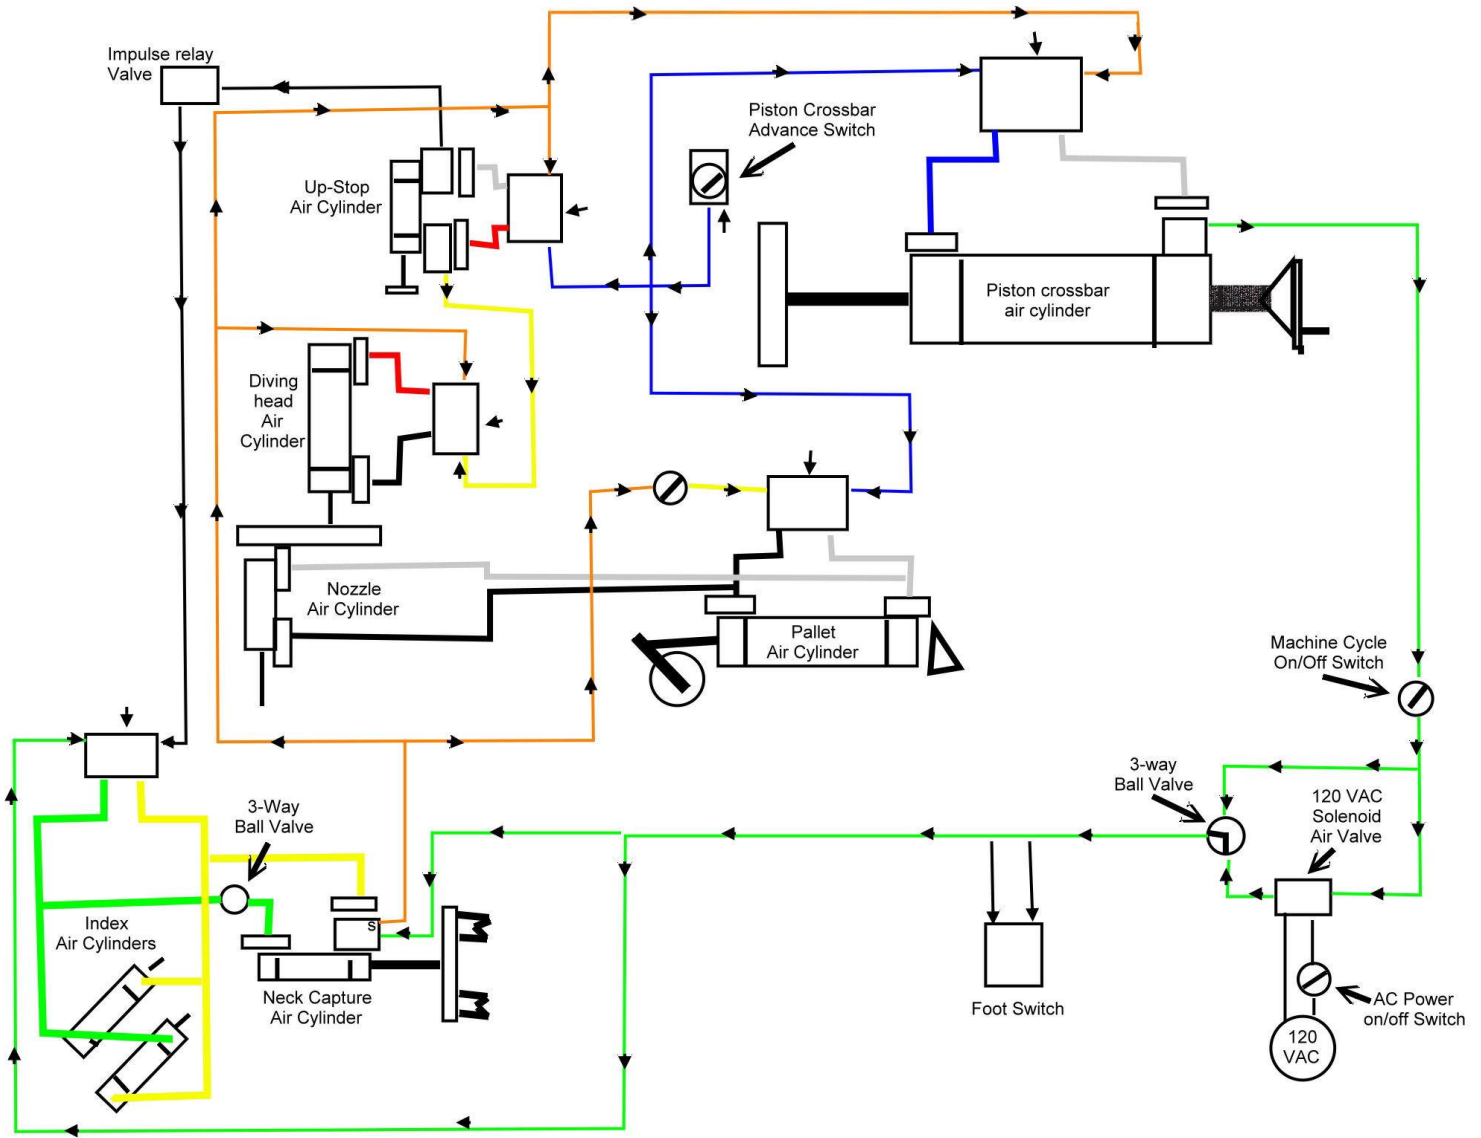 Impulse relay
Valve
Piston Crossbar
Advance Switch
Up-Stop
Air Cylinder
Piston crossbar
air cylinder
Diving
head
Air
Cylinder
Nozzle
Air Cylinder
Pallet
Air Cylinder
Machine Cycle
On/Off Switch
3-way
Ball Valve
120 VAC
Solenoid
Air Valve
3-Way
Ball Valve
S
Index
Air Cylinders
Neck Capture
Air Cylinder
Foot Switch
AC Power
on/off Switch
120
VAC